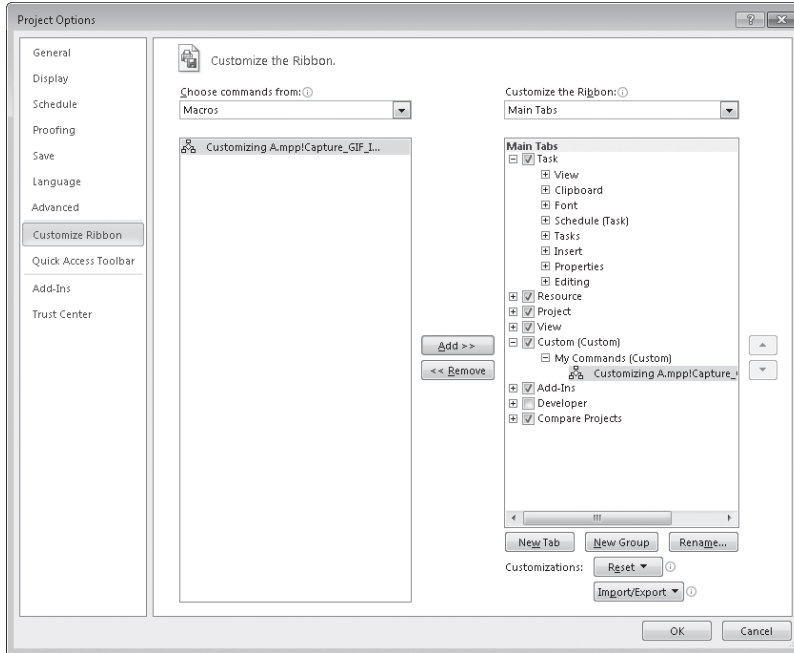 Project Options
General
Display
Schedule
Proofing
Save
Language
Advanced
Customize Ribbon
Quick Access Toolbar
Add-Ins
Trust Center
Customize the Ribbon.
Choose commands from:
Macros
Customizing A.mpp!Capture_GIF_I...
Add >>
<< Remove
Customize the Ribbon:
Main Tabs
Main Tabs
Task
View
Clipboard
Font
Schedule (Task)
Tasks
Insert
Properties
Editing
Resource
Project
View
Custom (Custom)
My Commands (Custom)
Customizing A.mpp!Capture_
Add-Ins
Developer
Compare Projects
New Tab
New Group
Rename...
Customizations:
Reset
Import/Export
OK
Cancel